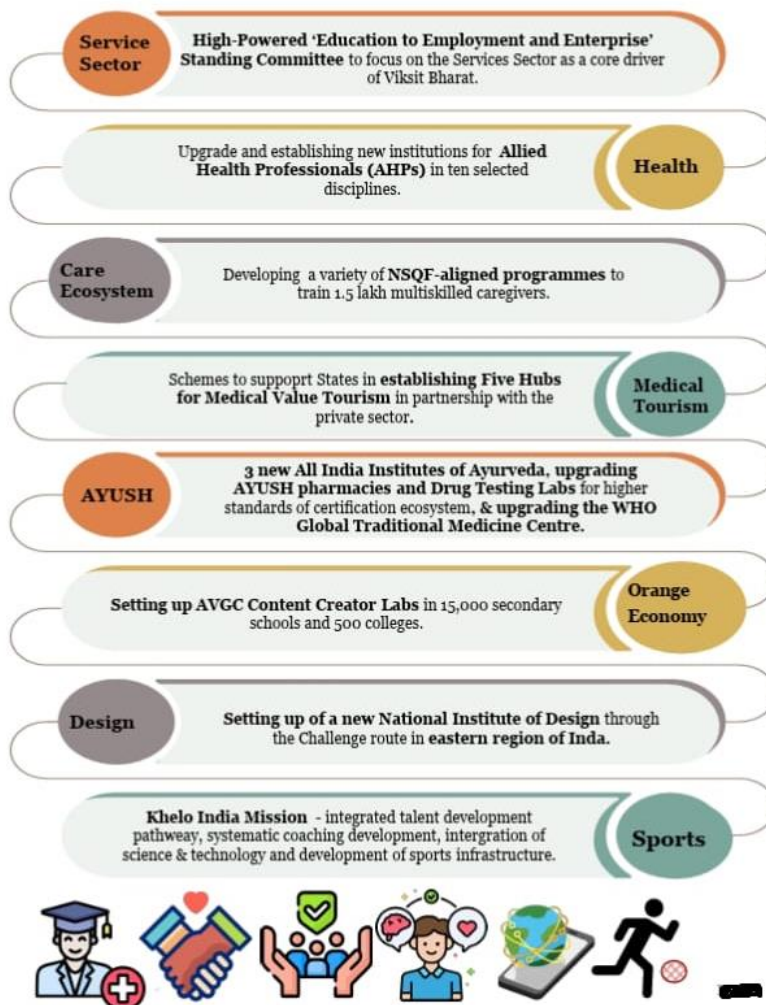 Service
Sector
High-Powered ‘Education to Employment and Enterprise’
Standing Committee to focus on the Services Sector as a core driver
of Viksit Bharat.
Upgrade and establishing new institutions for Allied
Health Professionals (AHPs) in ten selected
disciplines.
Health
Care
Ecosystem
Developing a variety of NSQF-aligned programmes to
train 1.5 lakh multiskilled caregivers.
Schemes to suppoprt States in establishing Five Hubs
for Medical Value Tourism in partnership with the
private sector.
Medical
Tourism
AYUSH
3 new All India Institutes of Ayurveda, upgrading
AYUSH pharmacies and Drug Testing Labs for higher
standards of certification ecosystem, & upgrading the WHO
Global Traditional Medicine Centre.
Setting up AVGC Content Creator Labs in 15,000 secondary
schools and 500 colleges.
Orange
Economy
Design
Setting up of a new National Institute of Design through
the Challenge route in eastern region of Inda.
Khelo India Mission - integrated talent development
pathweay, systematic coaching development, intergration of
science & technology and development of sports infrastructure.
Sports